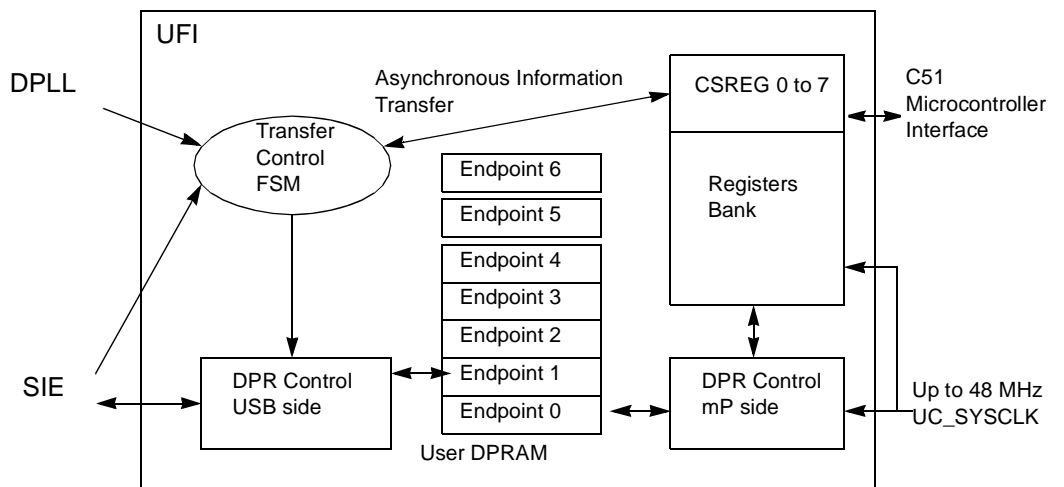 UFI
DPLL
Asynchronous Information
Transfer
CSREG 0 to 7
C51
Microcontroller
Interface
Transfer
Control
FSM
Endpoint 6
Endpoint 5
Endpoint 4
Endpoint 3
Endpoint 2
Endpoint 1
Endpoint 0
Registers
Bank
SIE
DPR Control
USB side
User DPRAM
DPR Control
mP side
Up to 48 MHz
UC_SYSCLK